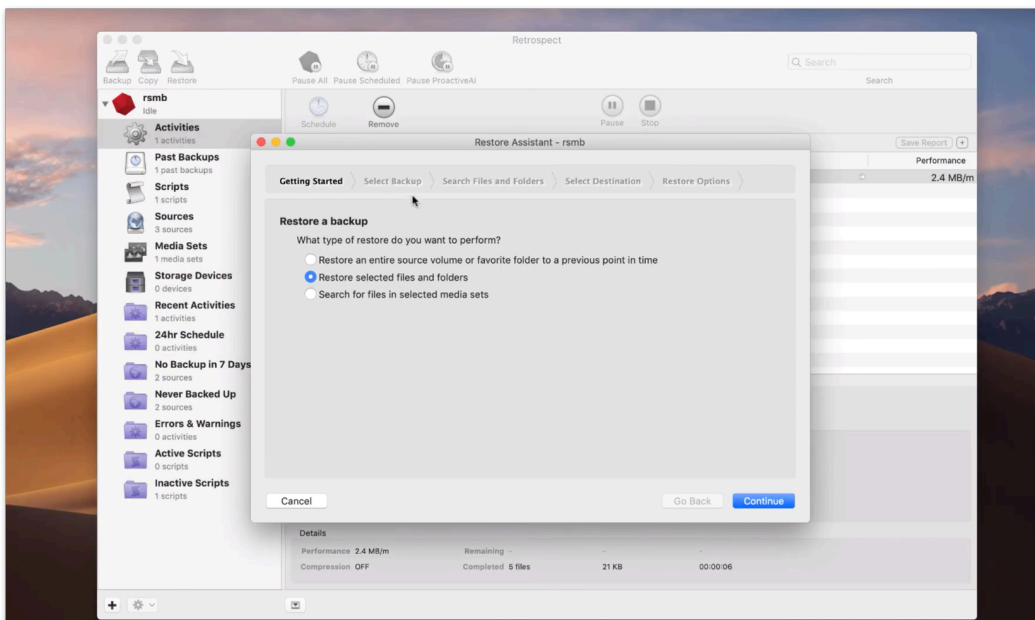 Retrospect
Backup Copy Restore
Pause All Pause Scheduled Pause ProactiveAI
Search
Search
rsmb
Idle
Activities
1 activities
Past Backups
1 past backups
Scripts
1 scripts
Sources
3 sources
Media Sets
1 media sets
Storage Devices
0 devices
Recent Activities
1 activities
24hr Schedule
0 activities
No Backup in 7 Days
2 sources
Never Backed Up
2 sources
Errors & Warnings
0 activities
Active Scripts
0 scripts
Inactive Scripts
1 scripts
Schedule Remove Pause Stop
Save Report
Performance
2.4 MB/m
Restore Assistant - rsmb
Getting Started Select Backup Search Files and Folders Select Destination Restore Options
Restore a backup
What type of restore do you want to perform?
Restore an entire source volume or favorite folder to a previous point in time
Restore selected files and folders
Search for files in selected media sets
Cancel Go Back Continue
Details
Performance 2.4 MB/m Remaining - - -
Compression OFF Completed 5 files 21 KB 00:00:06